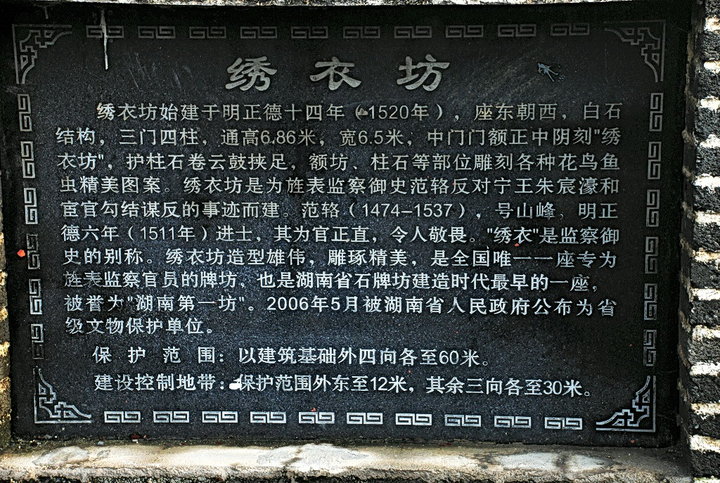 绣衣坊
绣衣坊始建于明正德十四年（1520年），座东朝西，白石
结构，三门四柱，通高6.86米，宽6.5米，中门门额正中阴刻"绣
衣坊"，护柱石卷云鼓挟足，额坊、柱石等部位雕刻各种花鸟鱼
虫精美图案。绣衣坊是为旌表监察御史范辂反对宁王朱宸濠和
宦官勾结谋反的事迹而建。范辂（1474-1537），号山峰，明正
德六年（1511年）进士，其为官正直，令人敬畏。"绣衣"是监察御
史的别称。绣衣坊造型雄伟，雕琢精美，是全国唯一一座专为
旌表监察官员的牌坊、也是湖南省石牌坊建造时代最早的一座，
被誉为"湖南第一坊"。2006年5月被湖南省人民政府公布为省
级文物保护单位。
保护范围：以建筑基础外四向各至60米。
建设控制地带：保护范围外东至12米，其余三向各至30米。